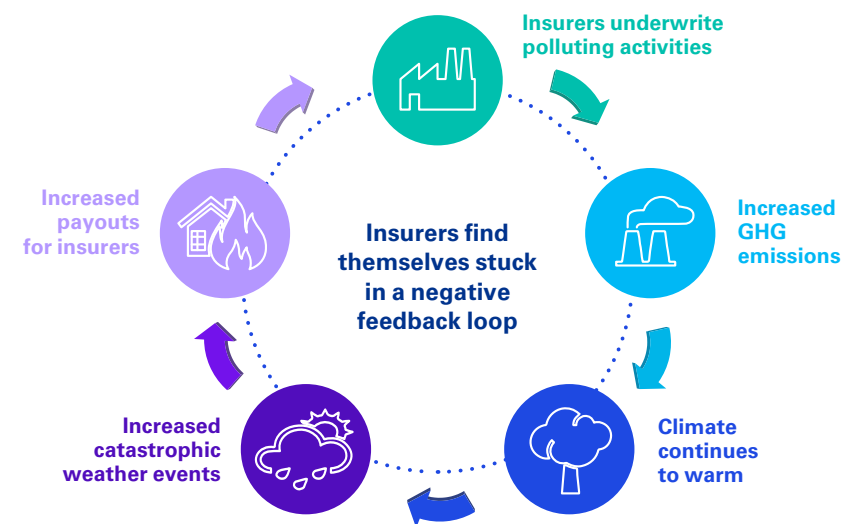 Insurers underwrite
polluting activities
Increased
GHG
emissions
Climate
continues
to warm
Increased
catastrophic
weather events
Increased
payouts
for insurers
Insurers find
themselves stuck
in a negative
feedback loop